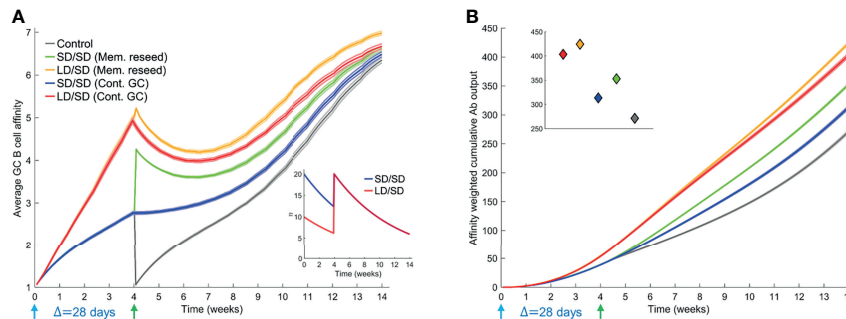 A
7
6
5
4
3
2
1
Average GC B cell affinity
Control
SD/SD (Mem. reseed)
LD/SD (Mem. reseed)
SD/SD (Cont. GC)
LD/SD (Cont. GC)
20
15
10
5
0
n
SD/SD
LD/SD
0 2 4 6 8 10 12 14
Time (weeks)
0 1 2 3 4 5 6 7 8 9 10 11 12 13 14
Time (weeks)
Δ=28 days
B
450
400
350
300
250
200
150
100
50
0
Affinity weighted cumulative Ab output
450
400
350
300
250
0 1 2 3 4 5 6 7 8 9 10 11 12 13
Time (weeks)
Δ=28 days